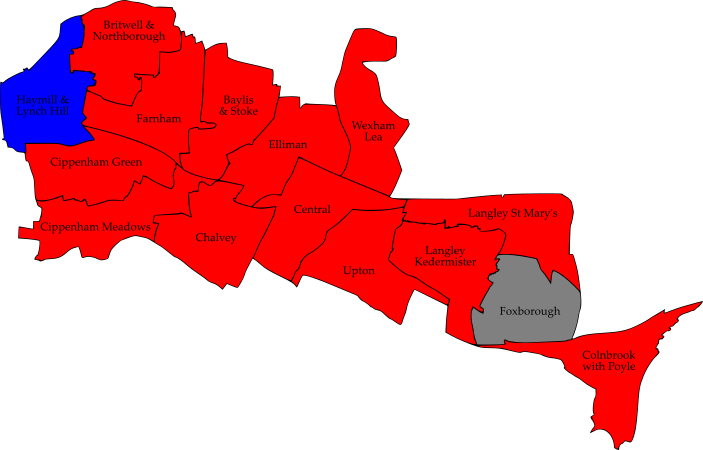 Britwell &
Northborough
Haymill &
Lynch Hill
Farnham
Baylis
& Stoke
Wexham
Lea
Elliman
Cippenham Green
Cippenham Meadows
Chalvey
Central
Upton
Langley St Mary's
Langley
Kedermister
Foxborough
Colnbrook
with Poyle